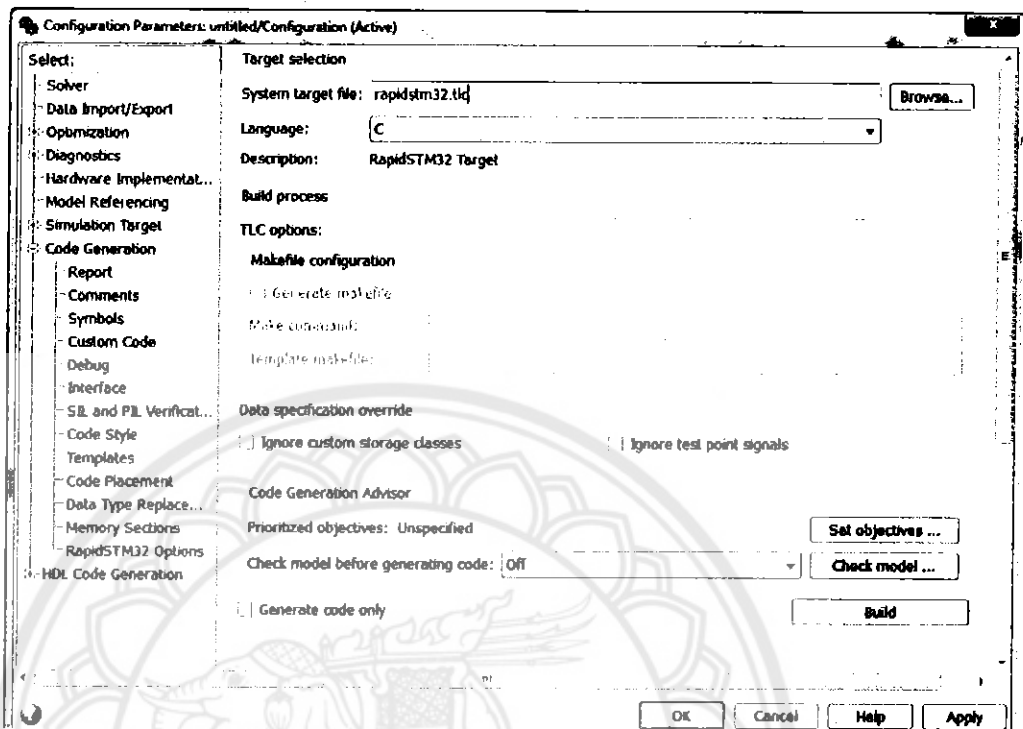 Configuration Parameters: untitled/Configuration (Active)
x
Select:
Solver
Data Import/Export
Optimization
Diagnostics
Hardware Implementat...
Model Referencing
Simulation Target
Code Generation
Report
Comments
Symbols
Custom Code
Debug
Interface
SIL and PIL Verificat...
Code Style
Templates
Code Placement
Data Type Replace...
Memory Sections
RapidSTM32 Options
HDL Code Generation
Target selection
System target file: rapidstm32.tlc Browse...
Language: C
Description: RapidSTM32 Target
Build process
TLC options:
Makefile configuration
Generate makefile
Make command:
Template makefile:
Data specification override
Ignore custom storage classes Ignore test point signals
Code Generation Advisor
Prioritized objectives: Unspecified Set objectives ...
Check model before generating code: Off Check model ...
Generate code only Build
OK Cancel Help Apply